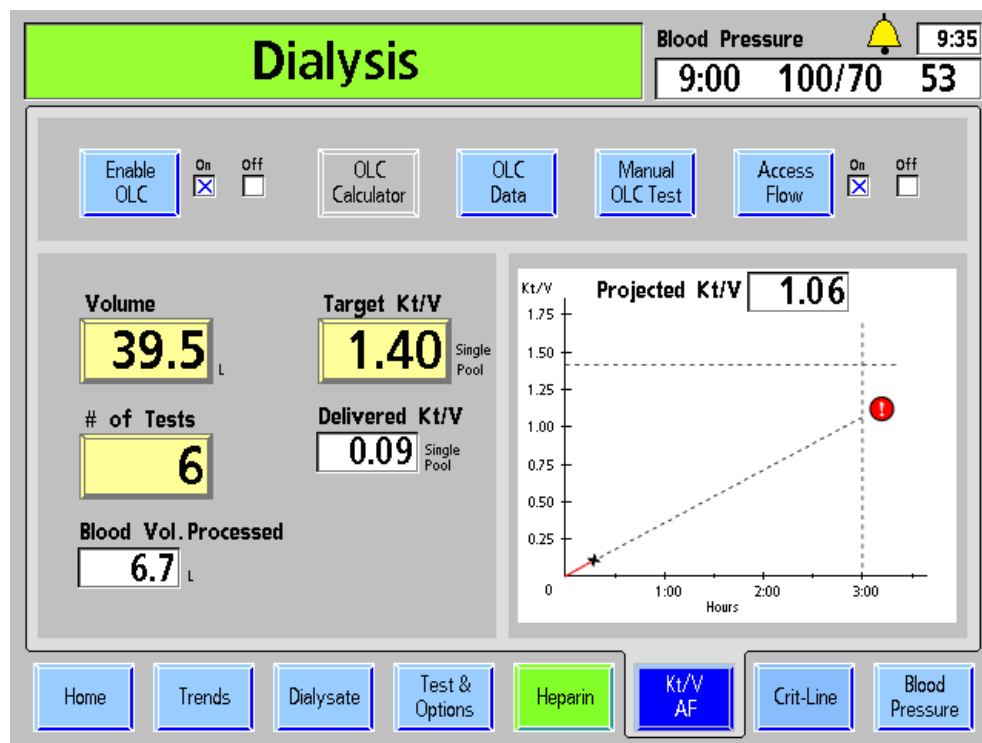 Dialysis
Blood Pressure
9:35
9:00 100/70 53
Enable
OLC
On Off
OLC
Calculator
OLC
Data
Manual
OLC Test
Access
Flow
On Off
Volume
39.5 L
Target Kt/V
1.40 Single
Pool
# of Tests
6
Delivered Kt/V
0.09 Single
Pool
Blood Vol.Processed
6.7 L
Kt/V
Projected Kt/V 1.06
1.75
1.50
1.25
1.00
0.75
0.50
0.25
0 1:00 2:00 3:00
Hours
!
Home
Trends
Dialysate
Test &
Options
Heparin
Kt/V
AF
Crit-Line
Blood
Pressure